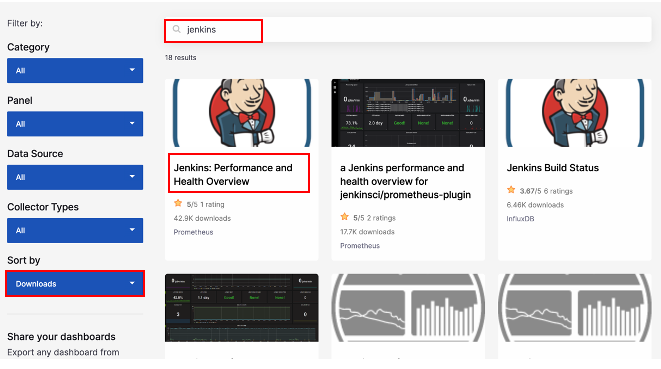 Filter by:
Category
All
Panel
All
Data Source
All
Collector Types
All
Sort by
Downloads
Share your dashboards
Export any dashboard from
jenkins
18 results
Jenkins: Performance and
Health Overview
5/5 1 rating
42.9K downloads
Prometheus
a Jenkins performance and
health overview for
jenkinsci/prometheus-plugin
5/5 2 ratings
17.7K downloads
Prometheus
Jenkins Build Status
3.67/5 6 ratings
6.46K downloads
InfluxDB